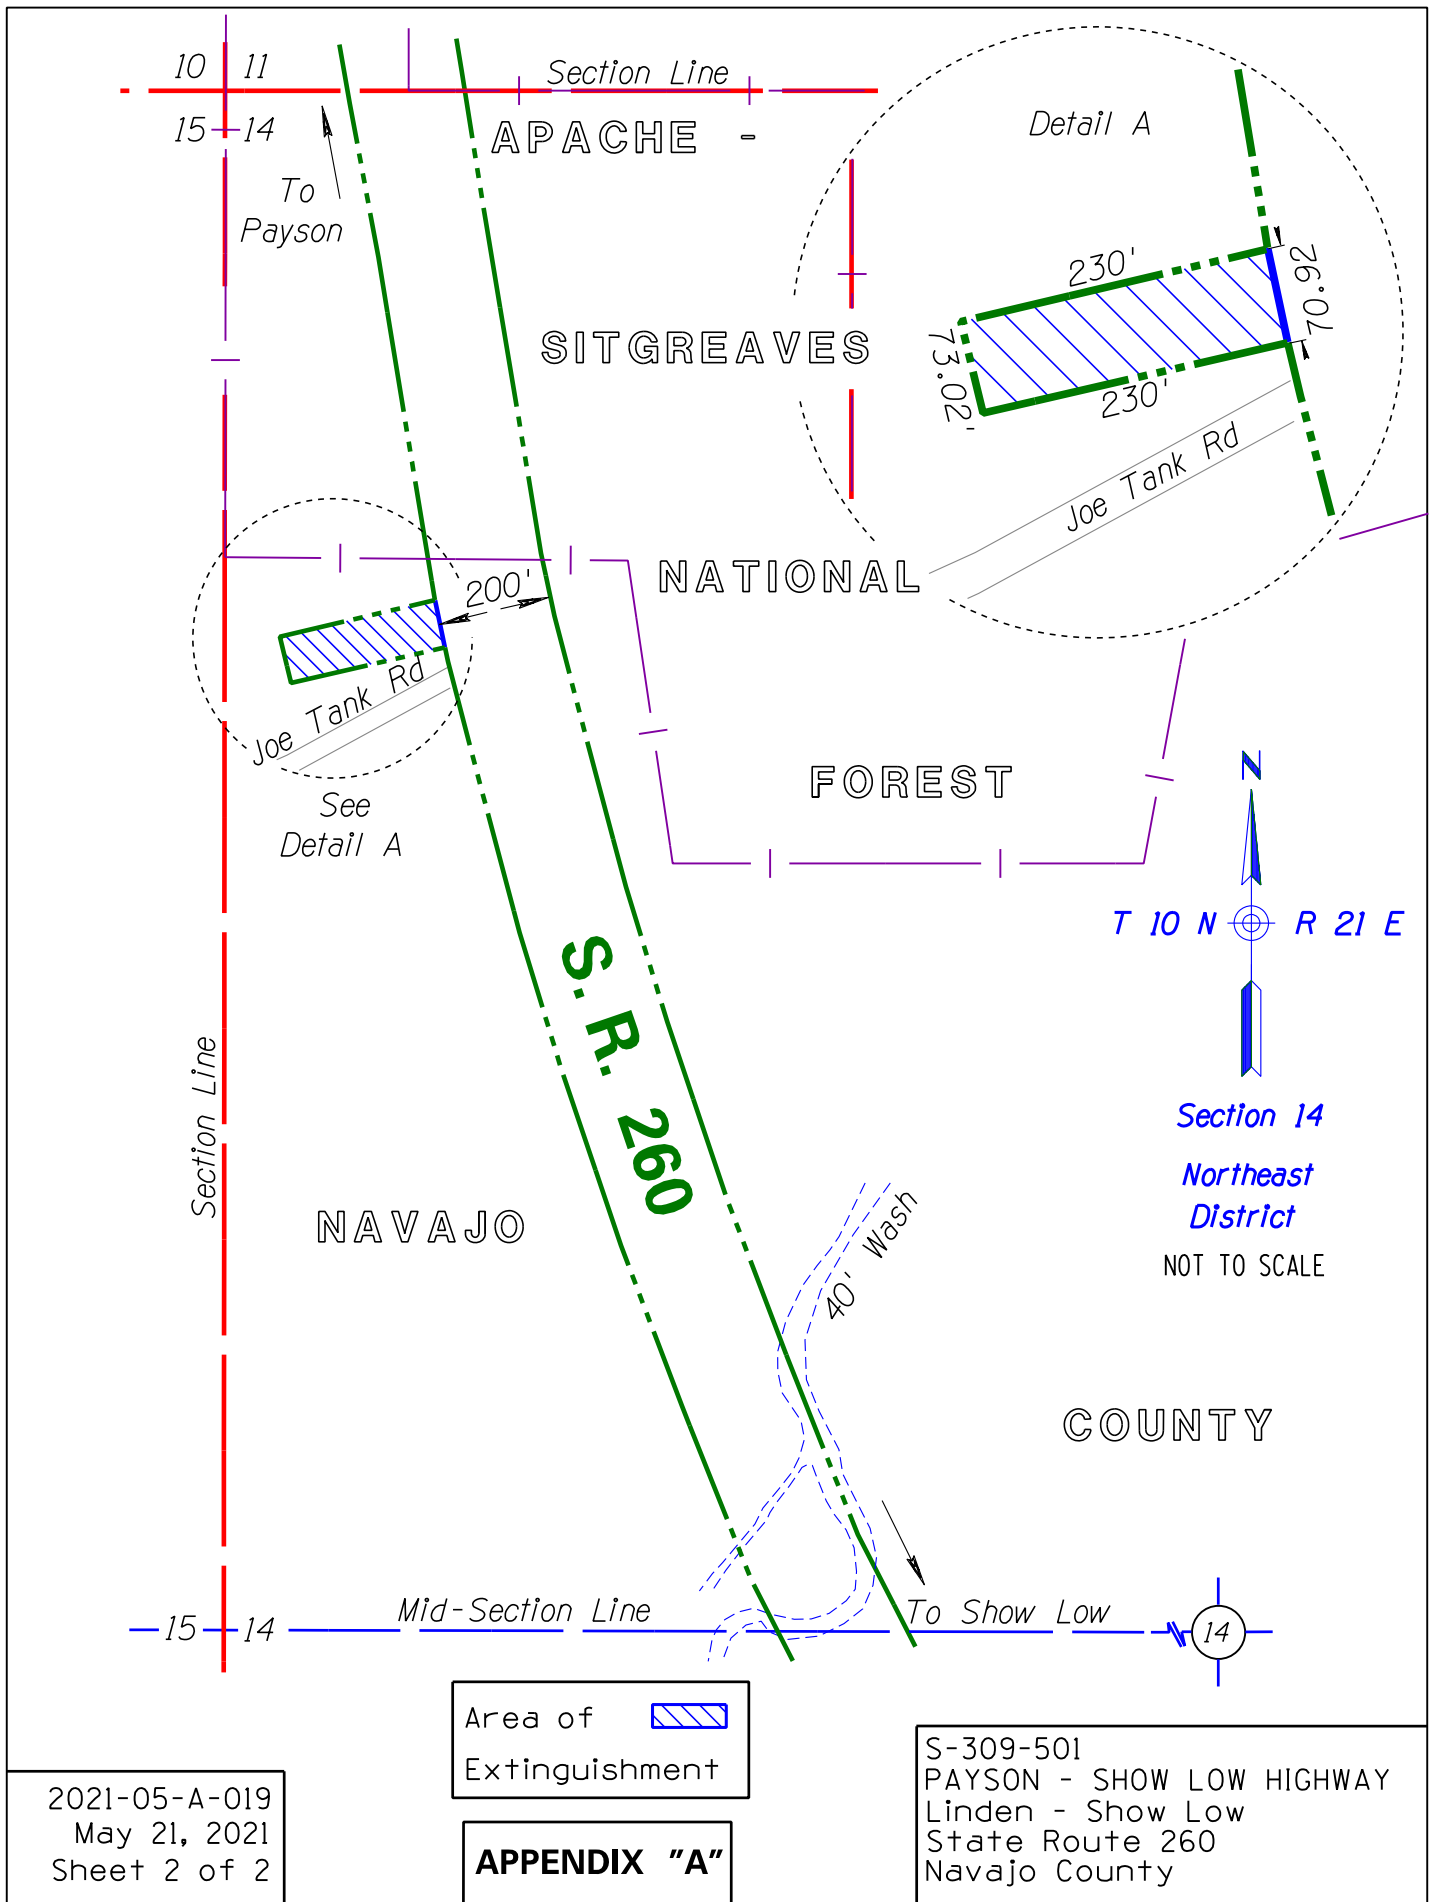 10 11
15 14
Section Line
APACHE -
To
Payson
Detail A
230'
26.07
73.02'
230'
Joe Tank Rd
SITGREAVES
NATIONAL
200'
Joe Tank Rd
See
Detail A
FOREST
N
T 10 N R 21 E
S. R. 260
Section Line
Section 14
Northeast
District
NOT TO SCALE
NAVAJO
40' Wash
COUNTY
15 14
Mid-Section Line
To Show Low
14
Area of
Extinguishment
APPENDIX "A"
2021-05-A-019
May 21, 2021
Sheet 2 of 2
S-309-501
PAYSON - SHOW LOW HIGHWAY
Linden - Show Low
State Route 260
Navajo County